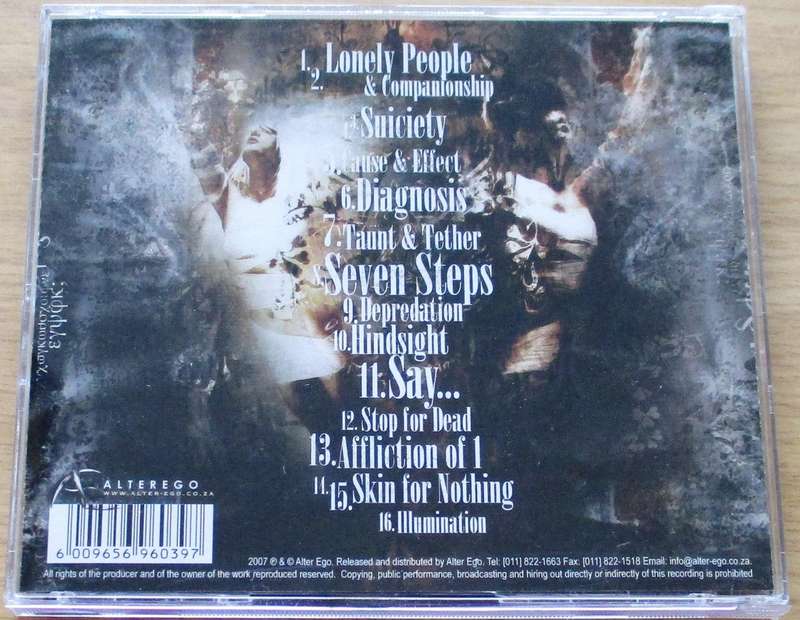 1. Lonely People
2. & Companionship
Suiciety
5. Cause & Effect
6. Diagnosis
7. Taunt & Tether
8. Seven Steps
9. Depredation
10. Hindsight
11. Say...
12. Stop for Dead
13. Affliction of 1
14. 15. Skin for Nothing
16. Illumination
ALTEREGO
WWW.ALTER-EGO.CO.ZA
6 009656 960397
2007 ℗ & © Alter Ego. Released and distributed by Alter Ego. Tel: [011] 822-1663 Fax: [011] 822-1518 Email: info@alter-ego.co.za.
All rights of the producer and of the owner of the work reproduced reserved. Copying, public performance, broadcasting and hiring out directly or indirectly of this recording is prohibited